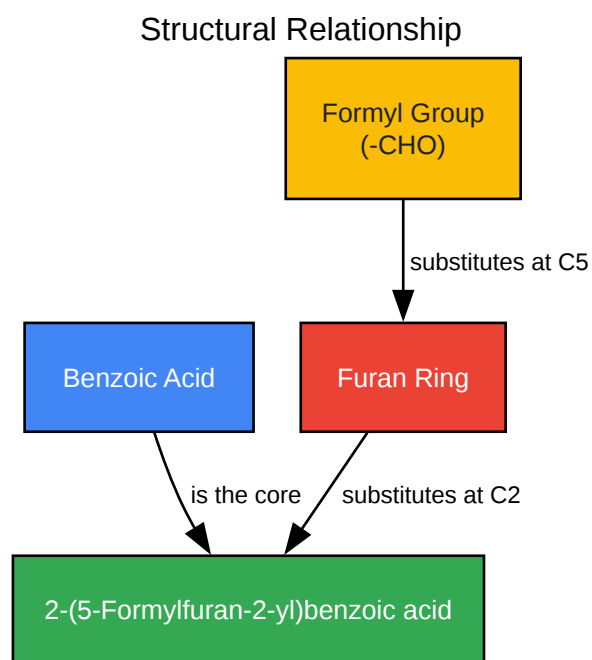 Structural Relationship
Formyl Group
(-CHO)
substitutes at C5
Benzoic Acid
Furan Ring
is the core
substitutes at C2
2-(5-Formylfuran-2-yl)benzoic acid